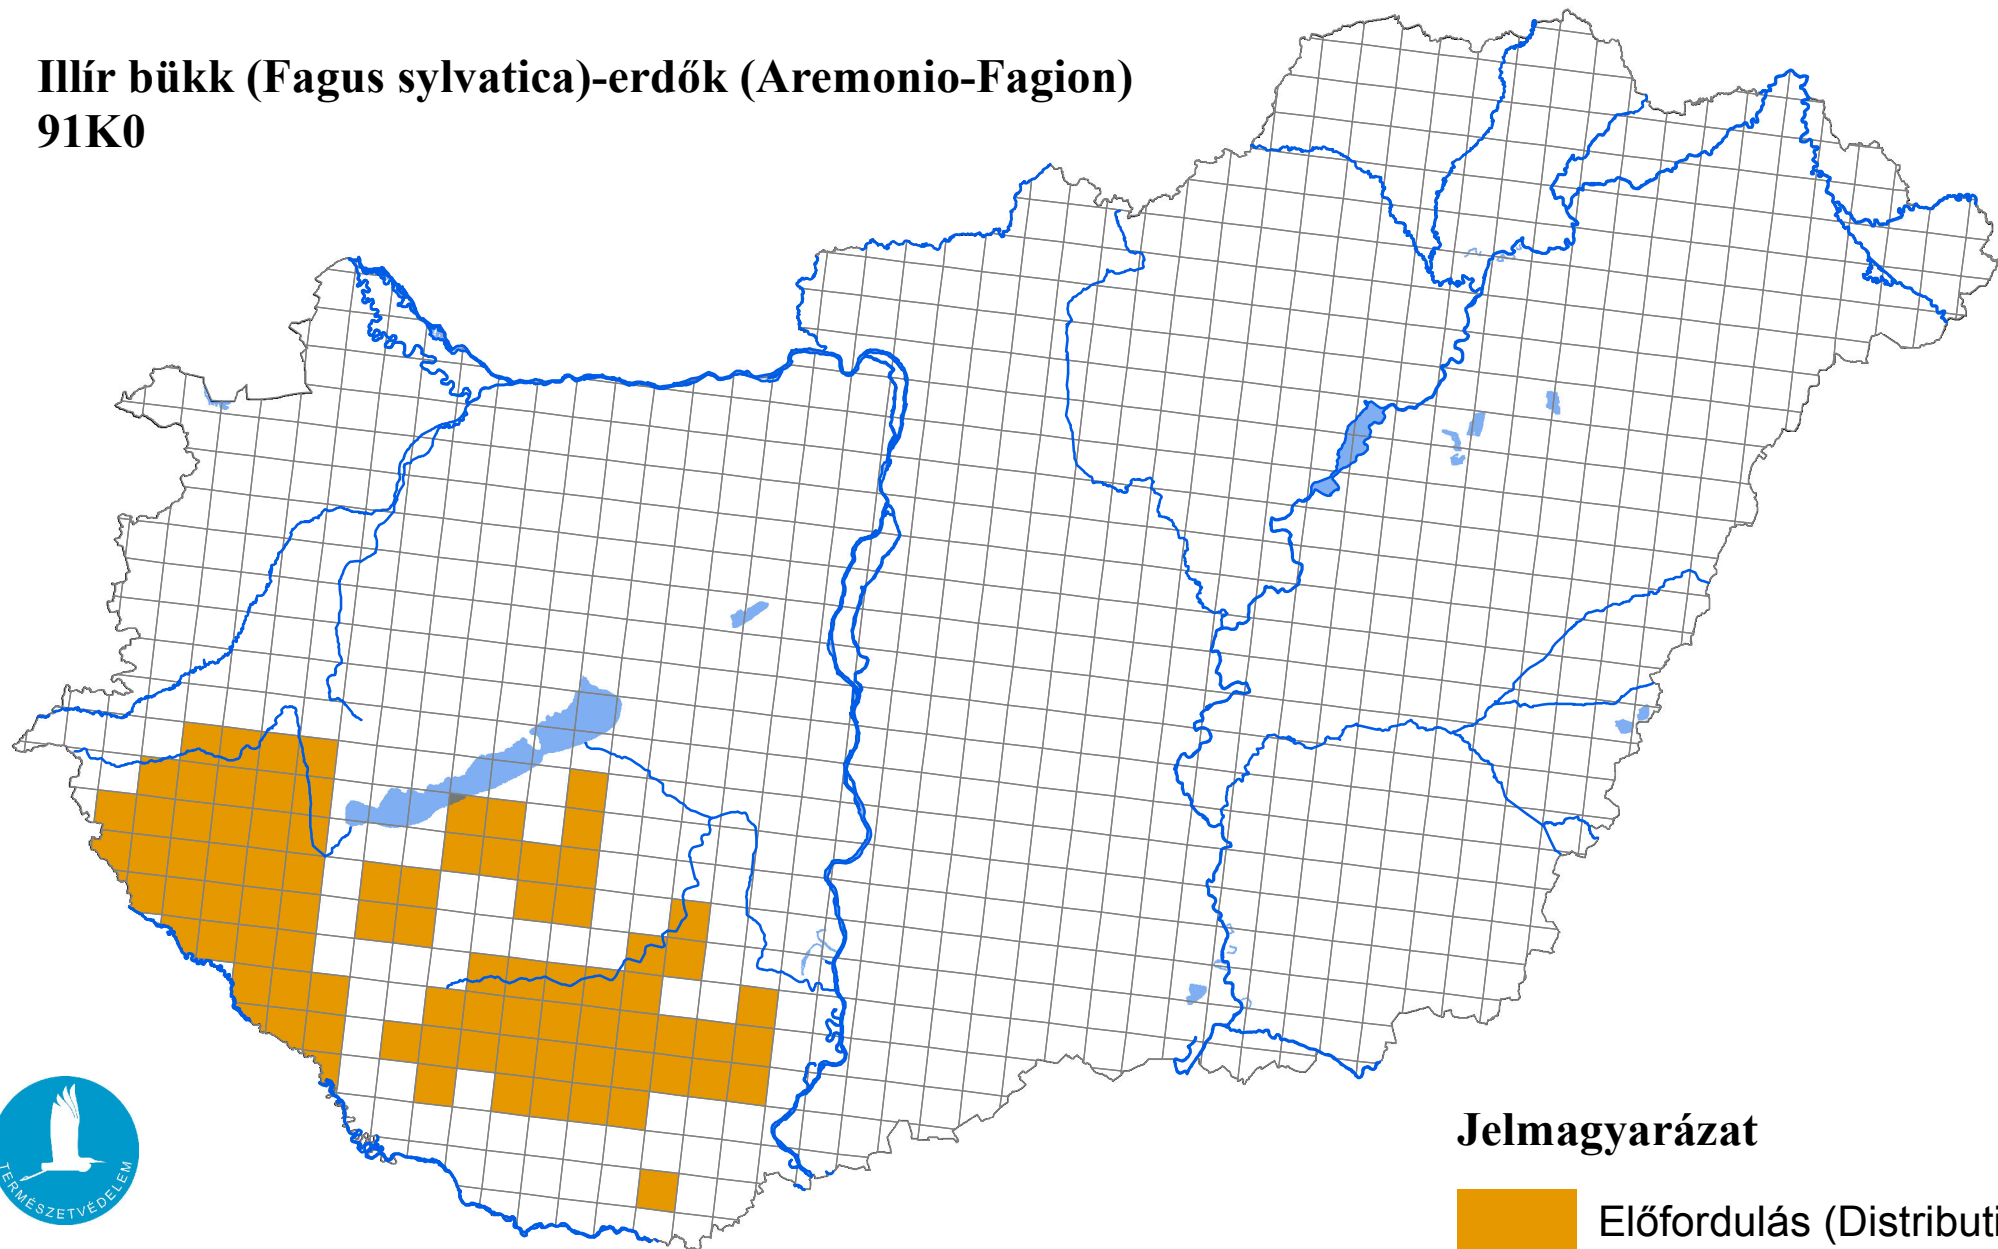 Illír bükk (Fagus sylvatica)-erdők (Aremonio-Fagion)
91K0
TERMÉSZETVÉDELEM
Jelmagyarázat
Előfordulás (Distributi